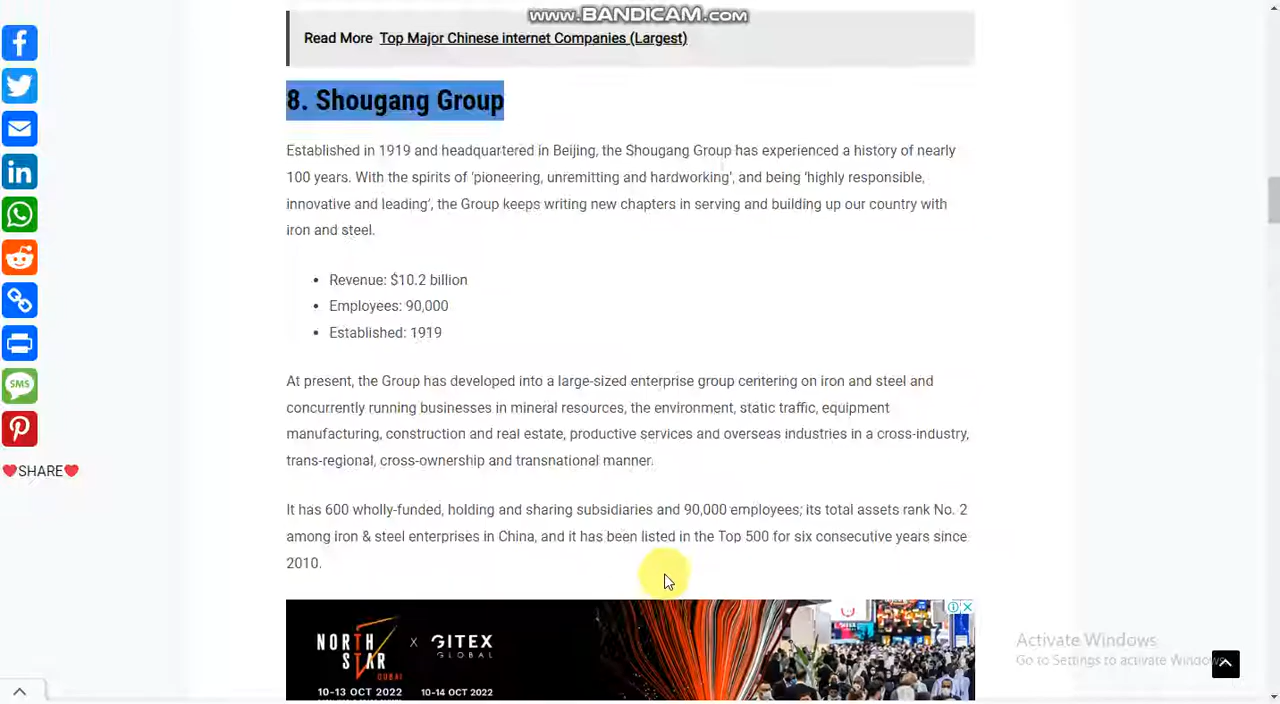 www.BANDICAM.com
Read More Top Major Chinese internet Companies (Largest)
8. Shougang Group
Established in 1919 and headquartered in Beijing, the Shougang Group has experienced a history of nearly
100 years. With the spirits of 'pioneering, unremitting and hardworking', and being 'highly responsible,
innovative and leading', the Group keeps writing new chapters in serving and building up our country with
iron and steel.
• Revenue: $10.2 billion
• Employees: 90,000
• Established: 1919
At present, the Group has developed into a large-sized enterprise group centering on iron and steel and
concurrently running businesses in mineral resources, the environment, static traffic, equipment
manufacturing, construction and real estate, productive services and overseas industries in a cross-industry,
trans-regional, cross-ownership and transnational manner.
It has 600 wholly-funded, holding and sharing subsidiaries and 90,000 employees; its total assets rank No. 2
among iron & steel enterprises in China, and it has been listed in the Top 500 for six consecutive years since
2010.
SMS
❤SHARE❤
NORTH STAR DUBAI X GITEX GLOBAL
10-13 OCT 2022 10-14 OCT 2022
Activate Windows
Go to Settings to activate Windows.